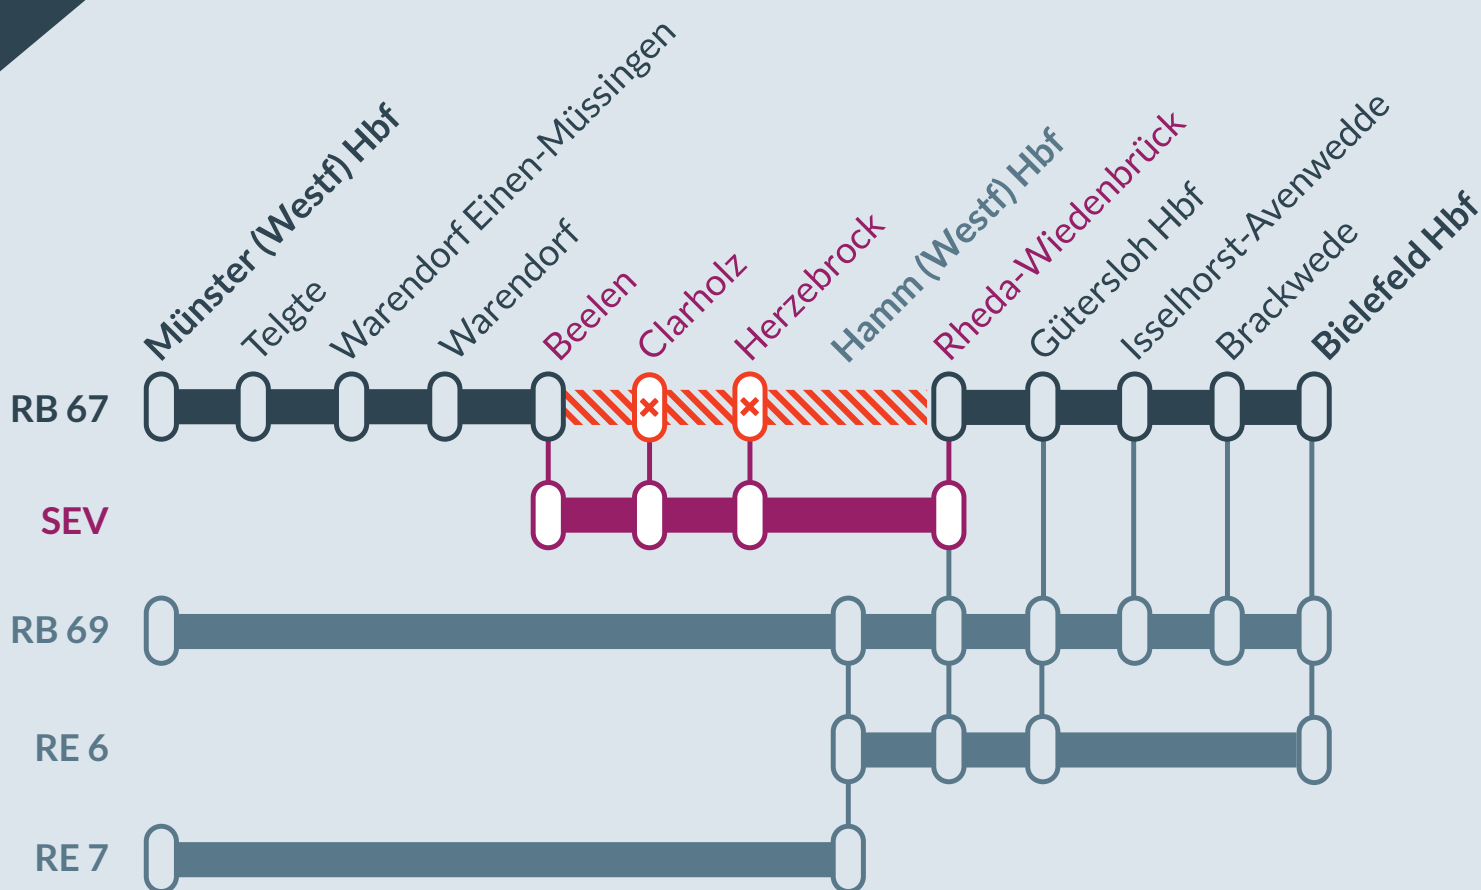 Münster (Westf) Hbf
Telgte
Warendorf Einen-Müssingen
Warendorf
Beelen
Clarholz
Herzebrock
Hamm (Westf) Hbf
Rheda-Wiedenbrück
Gütersloh Hbf
Isselhorst-Avenwedde
Brackwede
Bielefeld Hbf
RB 67
SEV
RB 69
RE 6
RE 7